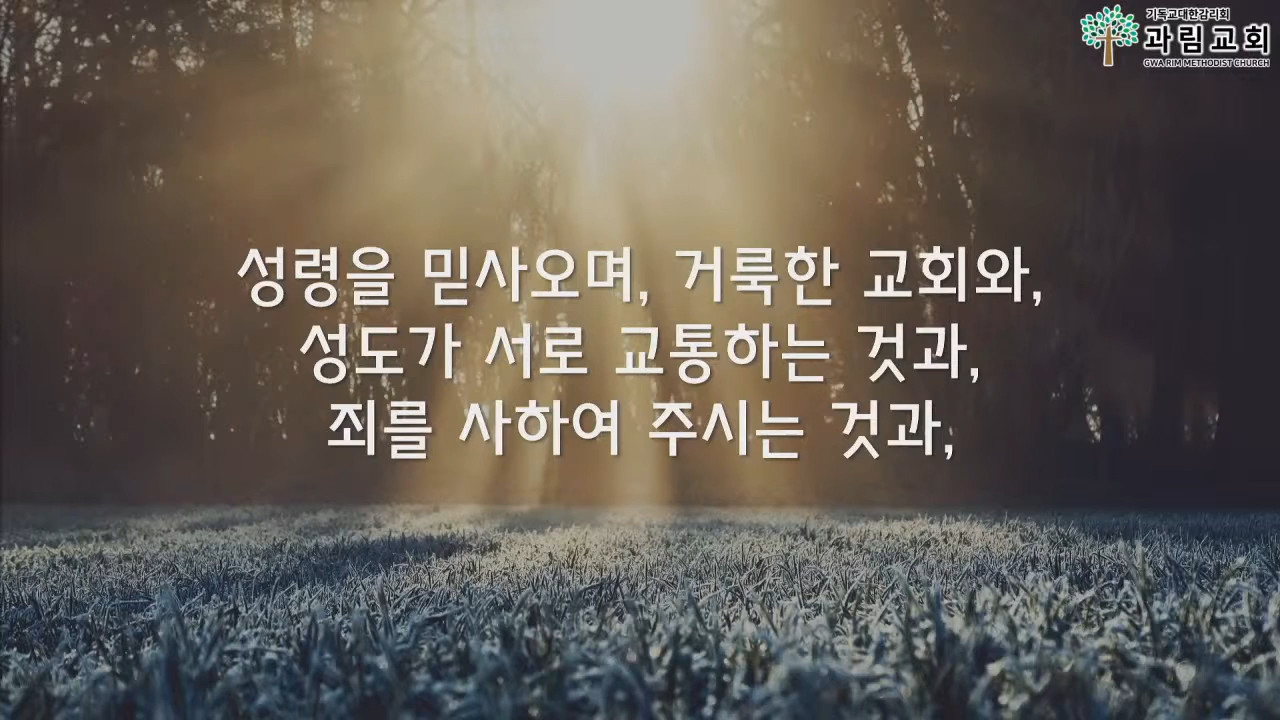 기독교대한감리회
과림교회
GWA RIM METHODIST CHURCH
성령을 믿사오며, 거룩한 교회와,
성도가 서로 교통하는 것과,
죄를 사하여 주시는 것과,